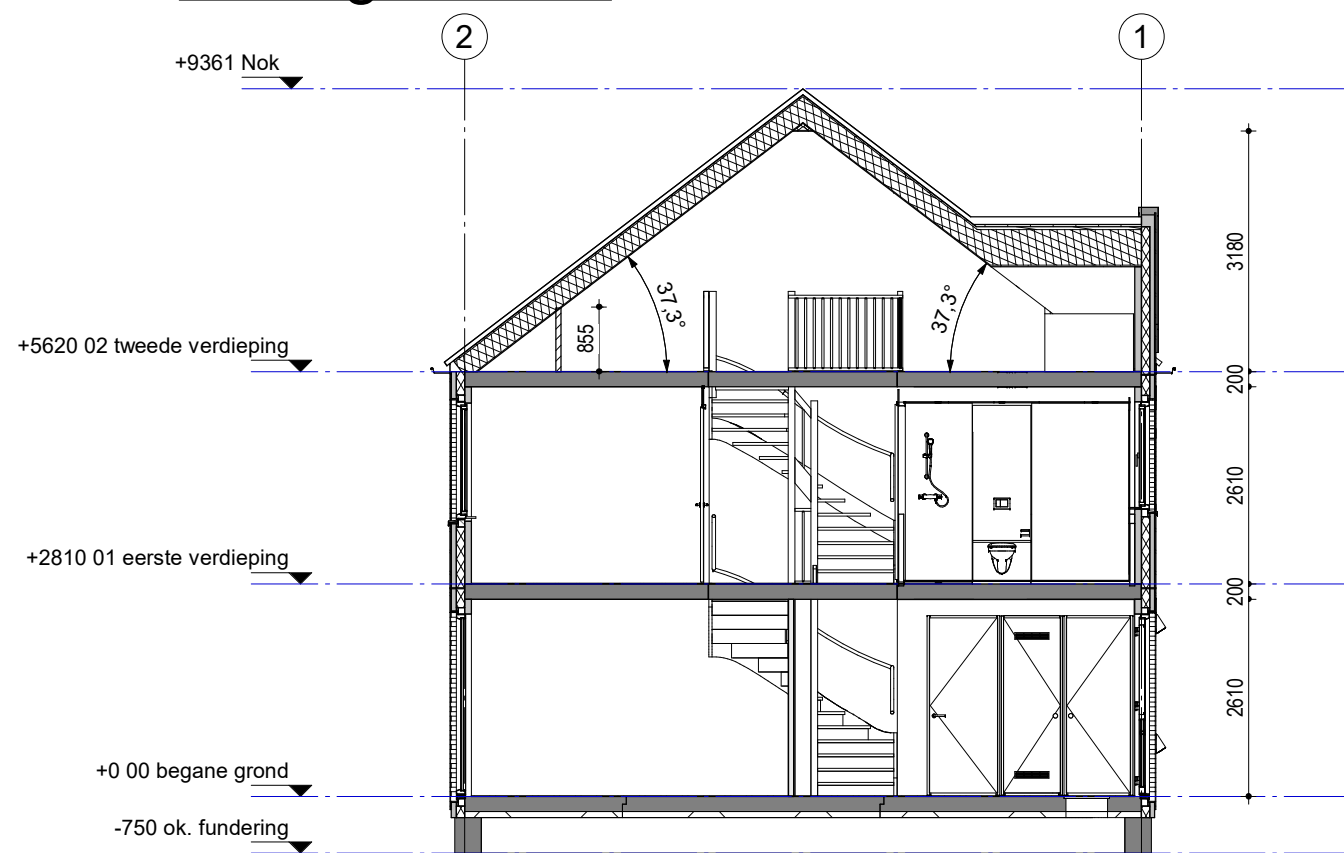 2
1
+9361 Nok
3180
37,3°
37,3°
855
+5620 02 tweede verdieping
200
2610
+2810 01 eerste verdieping
200
2610
+0 00 begane grond
-750 ok. fundering